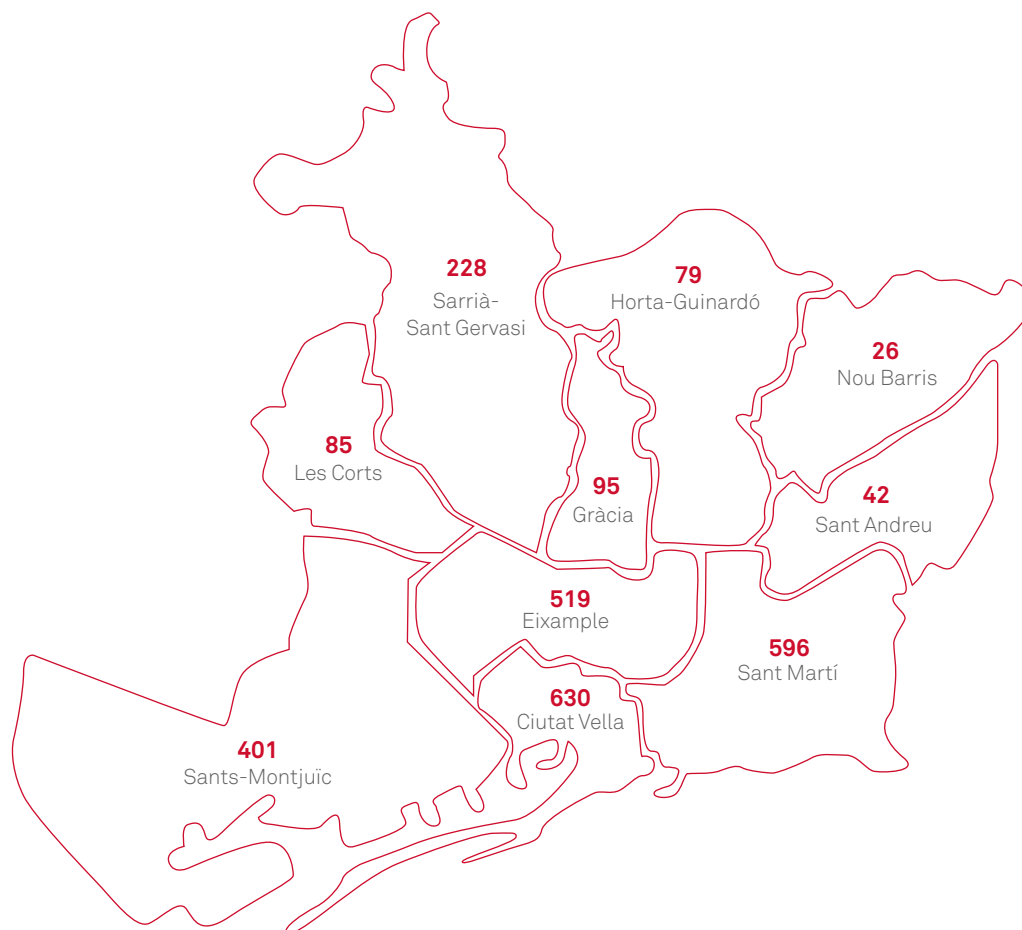 228
Sarrià-
Sant Gervasi
79
Horta-Guinardó
26
Nou Barris
85
Les Corts
95
Gràcia
42
Sant Andreu
519
Eixample
596
Sant Martí
630
Ciutat Vella
401
Sants-Montjuïc